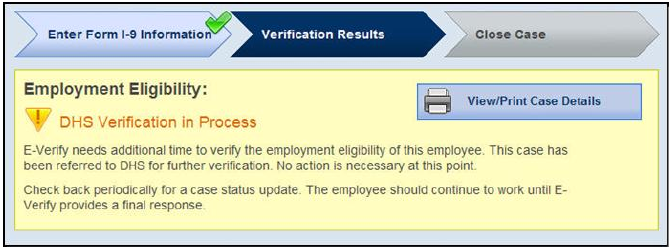 Enter Form I-9 Information
Verification Results
Close Case
Employment Eligibility:
View/Print Case Details
DHS Verification in Process
E-Verify needs additional time to verify the employment eligibility of this employee. This case has
been referred to DHS for further verification. No action is necessary at this point.
Check back periodically for a case status update. The employee should continue to work until E-
Verify provides a final response.